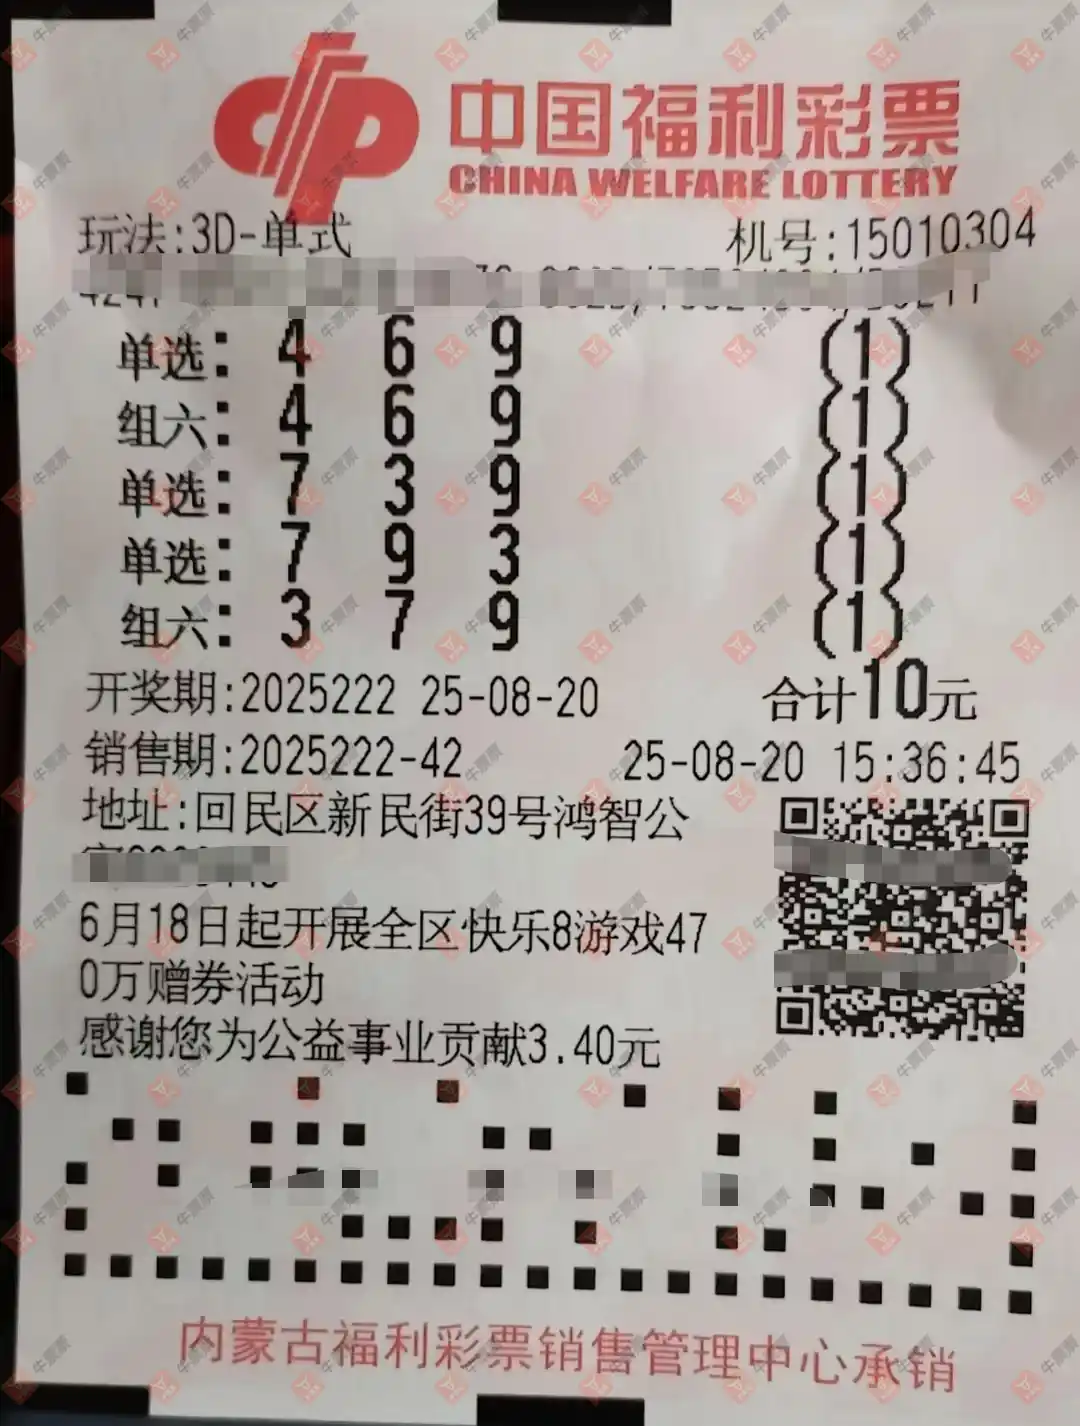 中国福利彩票
CHINA WELFARE LOTTERY
玩法:3D-单式 机号:15010304
单选: 4 6 9 (1)
组六: 4 6 9 (1)
单选: 7 3 9 (1)
单选: 7 9 3 (1)
组六: 3 7 9 (1)
开奖期:2025222 25-08-20 合计10元
销售期:2025222-42 25-08-20 15:36:45
地址:回民区新民街39号鸿智公
6月18日起开展全区快乐8游戏47
0万赠券活动
感谢您为公益事业贡献3.40元
内蒙古福利彩票销售管理中心承销
牛票票